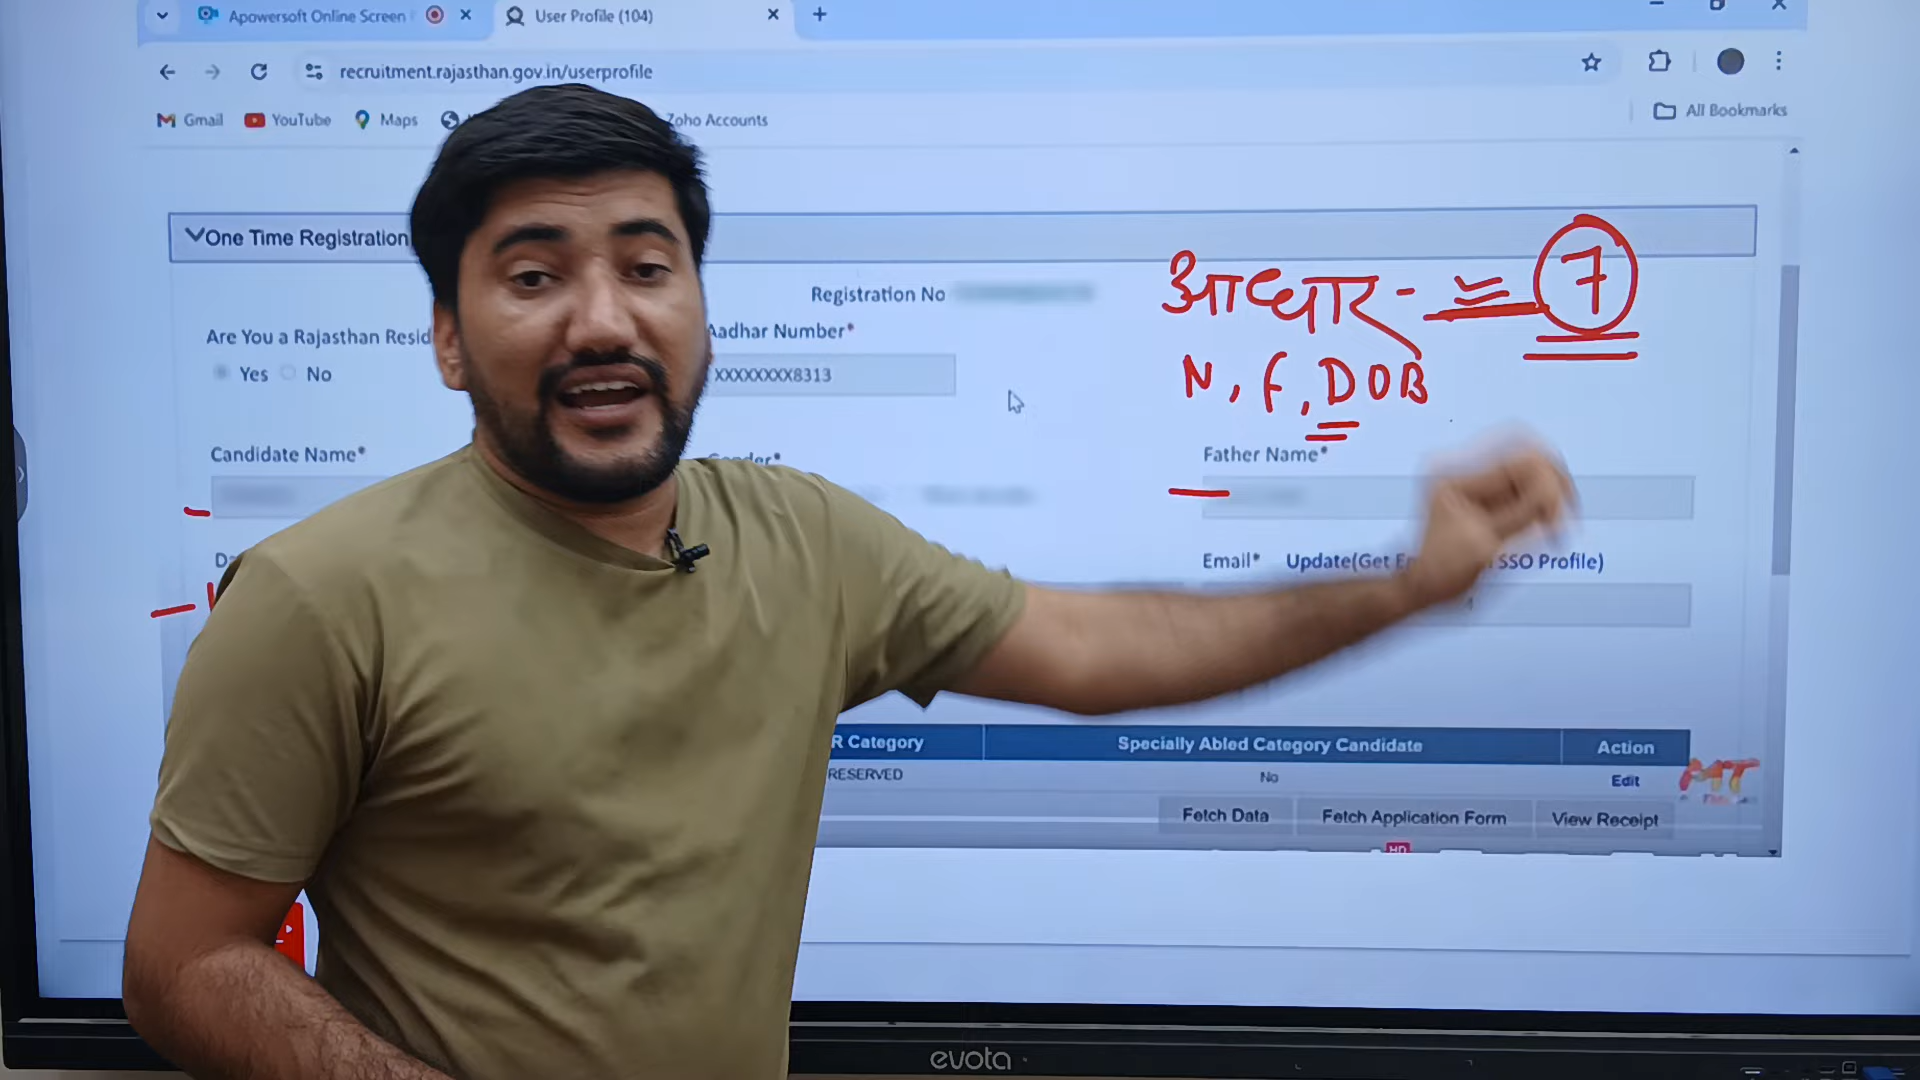 Apowersoft Online Screen
User Profile (104)
recruitment.rajasthan.gov.in/userprofile
Gmail YouTube Maps Zoho Accounts All Bookmarks
One Time Registration
Registration No
आधार - 7
N, F, DOB
Are You a Rajasthan Resid
Yes No
Aadhar Number*
XXXXXXXX8313
Candidate Name*
Gender*
Father Name*
Email* Update(Get SSO Profile)
R Category Specially Abled Category Candidate Action
RESERVED No Edit
MT
Fetch Data Fetch Application Form View Receipt
HD
evota